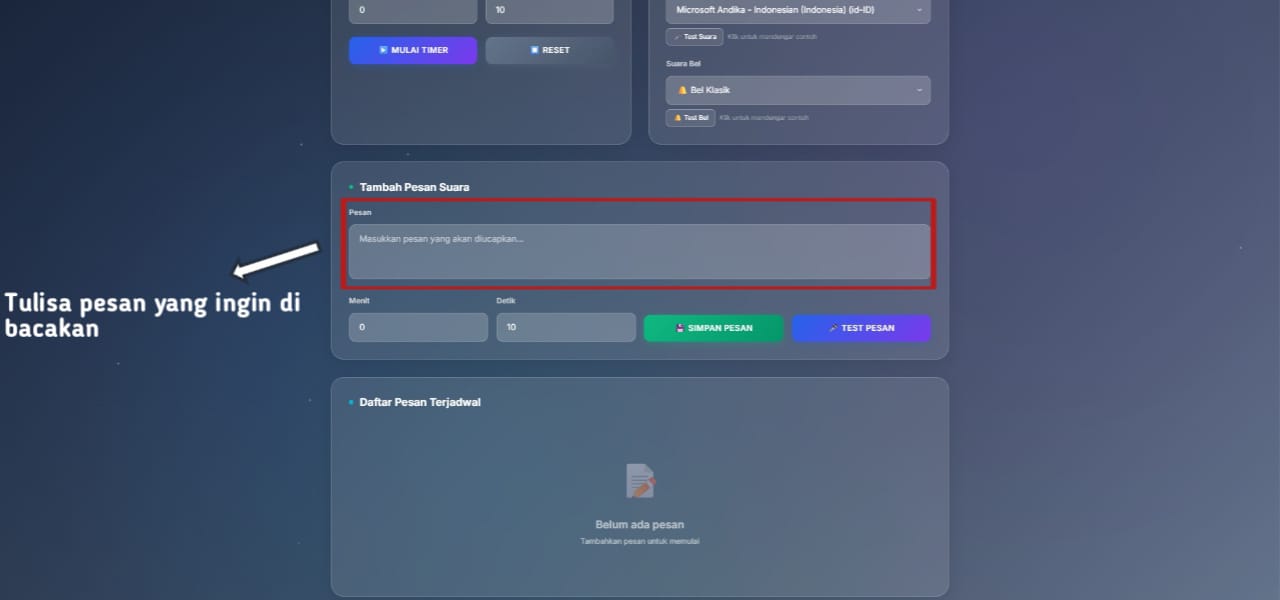 0
10
Microsoft Andika - Indonesian (Indonesia) (id-ID)
MULAI TIMER
RESET
Test Suara
Klik untuk mendengar contoh
Suara Bel
Bel Klasik
Test Bel
Klik untuk mendengar contoh
Tambah Pesan Suara
Pesan
Masukkan pesan yang akan diucapkan...
Tulisa pesan yang ingin di
bacakan
Menit
Detik
0
10
SIMPAN PESAN
TEST PESAN
Daftar Pesan Terjadwal
Belum ada pesan
Tambahkan pesan untuk memulai